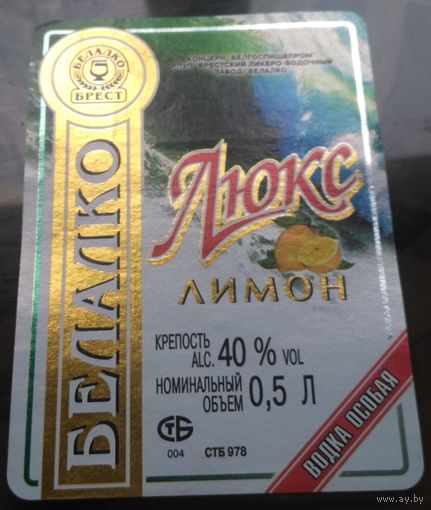 БЕЛАЛКО
БРЕСТ
БЕЛАЛКО
КОНЦЕРН "БЕЛГОСПИЩЕПРОМ"
РУП "БРЕСТСКИЙ ЛИКЕРО-ВОДОЧНЫЙ
ЗАВОД "БЕЛАЛКО"
Люкс
ЛИМОН
КРЕПОСТЬ
ALC. 40 % VOL
НОМИНАЛЬНЫЙ
ОБЪЕМ 0,5 Л
СТБ
004 СТБ 978
ВОДКА ОСОБАЯ
www.ay.by